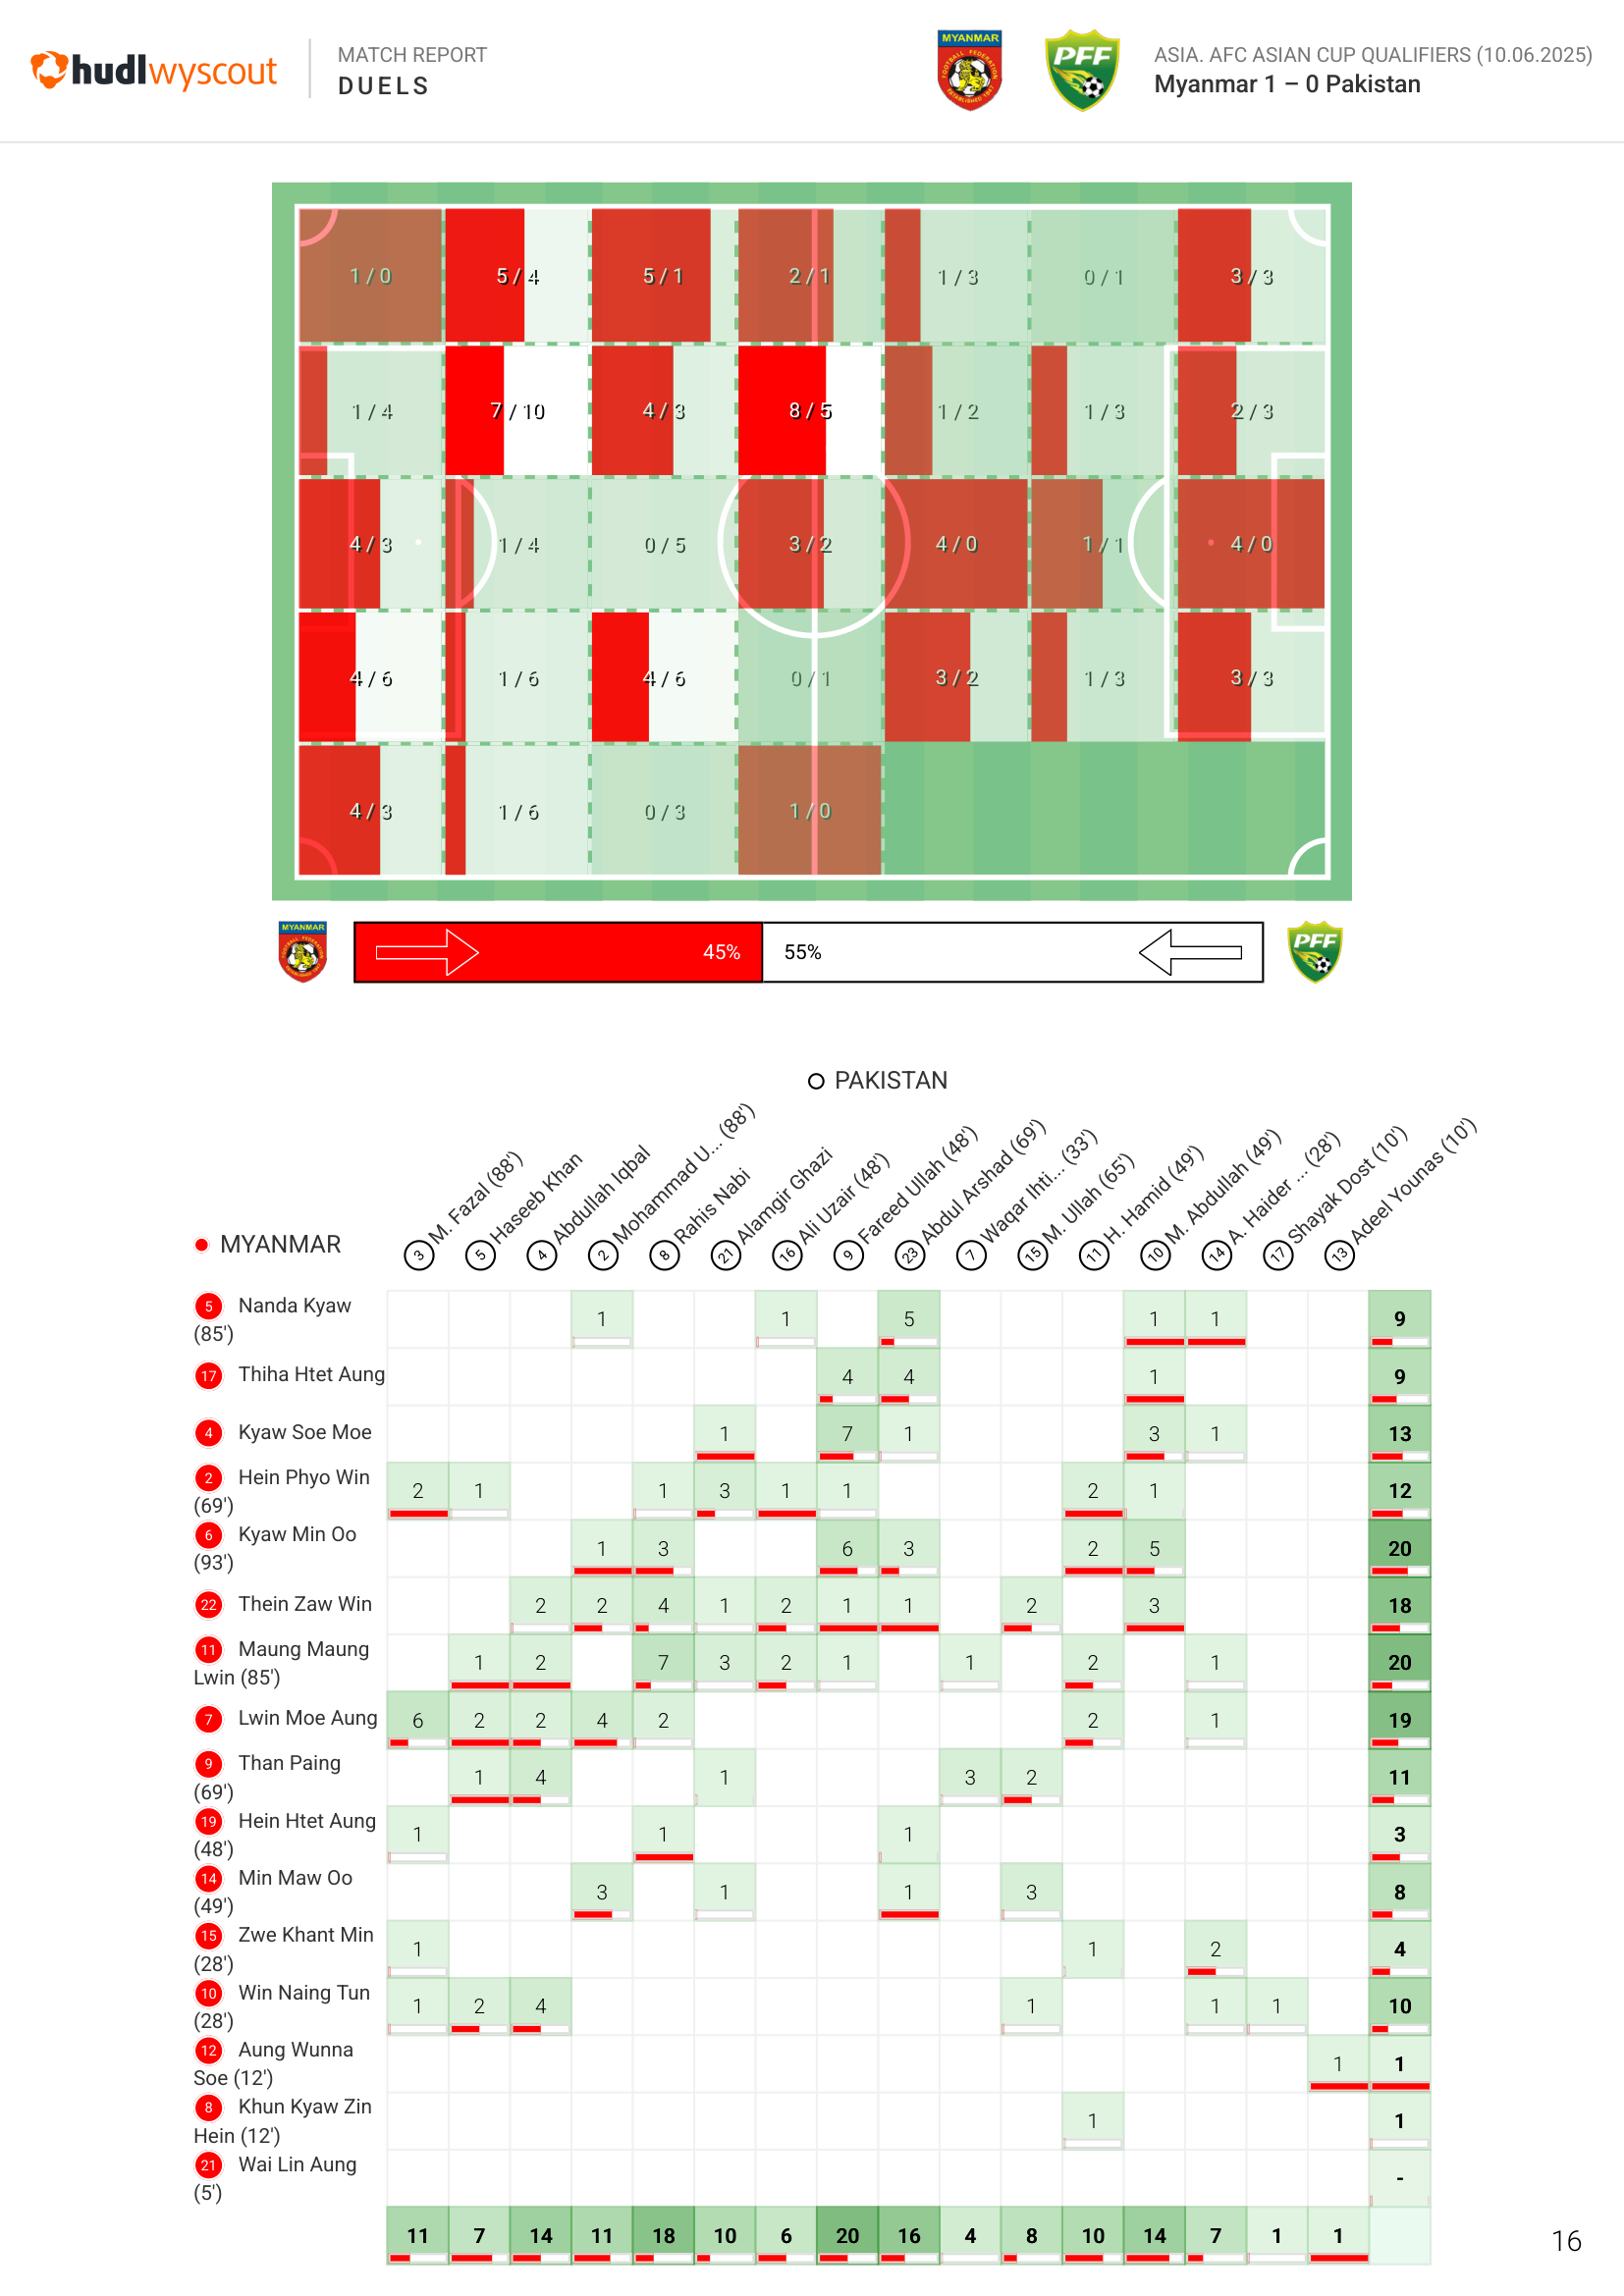 hudl wyscout
MATCH REPORT
DUELS
MYANMAR
PFF
ASIA. AFC ASIAN CUP QUALIFIERS (10.06.2025)
Myanmar 1 – 0 Pakistan
1 / 0 5 / 4 5 / 1 2 / 1 1 / 3 0 / 1 3 / 3
1 / 4 7 / 10 4 / 3 8 / 5 1 / 2 1 / 3 2 / 3
4 / 3 1 / 4 0 / 5 3 / 2 4 / 0 1 / 1 4 / 0
4 / 6 1 / 6 4 / 6 0 / 1 3 / 2 1 / 3 3 / 3
4 / 3 1 / 6 0 / 3 1 / 0
MYANMAR
45% 55%
PFF
PAKISTAN
MYANMAR
3 M. Fazal (88')
5 Haseeb Khan
4 Abdullah Iqbal
2 Mohammad U... (88')
8 Rahis Nabi
21 Alamgir Ghazi
16 Ali Uzair (48')
9 Fareed Ullah (48')
23 Abdul Arshad (69')
7 Waqar Ihti... (33')
15 M. Ullah (65')
11 H. Hamid (49')
10 M. Abdullah (49')
14 A. Haider ... (28')
17 Shayak Dost (10')
13 Adeel Younas (10')
5 Nanda Kyaw
(85')
1 1 5 1 1 9
17 Thiha Htet Aung
4 4 1 9
4 Kyaw Soe Moe
1 7 1 3 1 13
2 Hein Phyo Win
(69')
2 1 1 3 1 1 2 1 12
6 Kyaw Min Oo
(93')
1 3 6 3 2 5 20
22 Thein Zaw Win
2 2 4 1 2 1 1 2 3 18
11 Maung Maung
Lwin (85')
1 2 7 3 2 1 1 2 1 20
7 Lwin Moe Aung
6 2 2 4 2 2 1 19
9 Than Paing
(69')
1 4 1 3 2 11
19 Hein Htet Aung
(48')
1 1 1 3
14 Min Maw Oo
(49')
3 1 1 3 8
15 Zwe Khant Min
(28')
1 1 2 4
10 Win Naing Tun
(28')
1 2 4 1 1 1 10
12 Aung Wunna
Soe (12')
1 1
8 Khun Kyaw Zin
Hein (12')
1 1
21 Wai Lin Aung
(5')
-
11 7 14 11 18 10 6 20 16 4 8 10 14 7 1 1
16